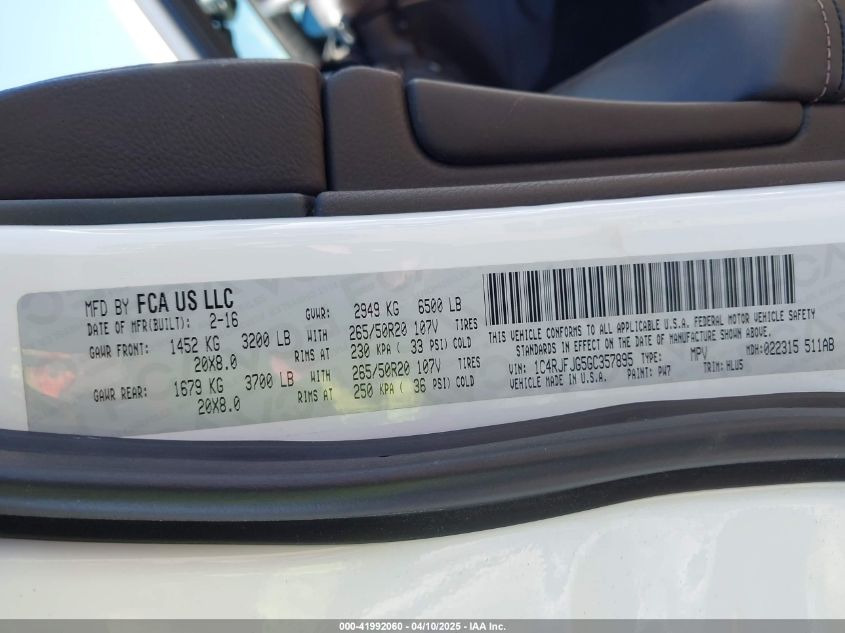 MFD BY FCA US LLC
DATE OF MFR(BUILT): 2-16 GVWR: 2949 KG 6500 LB
GAWR FRONT: 1452 KG 3200 LB WITH 265/50R20 107V TIRES
20X8.0 RIMS AT 230 KPA ( 33 PSI) COLD
GAWR REAR: 1679 KG 3700 LB WITH 265/50R20 107V TIRES
20X8.0 RIMS AT 250 KPA ( 36 PSI) COLD
THIS VEHICLE CONFORMS TO ALL APPLICABLE U.S.A. FEDERAL MOTOR VEHICLE SAFETY
STANDARDS IN EFFECT ON THE DATE OF MANUFACTURE SHOWN ABOVE.
VIN: 1C4RJFJG5GC357895 TYPE: MPV MDH:022315 511AB
VEHICLE MADE IN U.S.A. PAINT: PW7 TRIM: HLU5
000-41992060 - 04/10/2025 - IAA Inc.